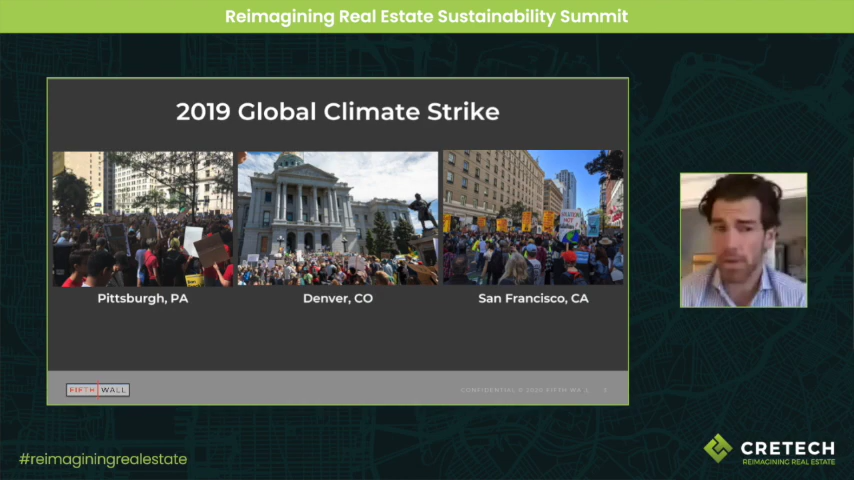 Reimagining Real Estate Sustainability Summit
2019 Global Climate Strike
Pittsburgh, PA
Denver, CO
San Francisco, CA
FIFTH WALL
CONFIDENTIAL © 2020 FIFTH WALL
#reimaginingrealestate
CRETECH
REIMAGINING REAL ESTATE